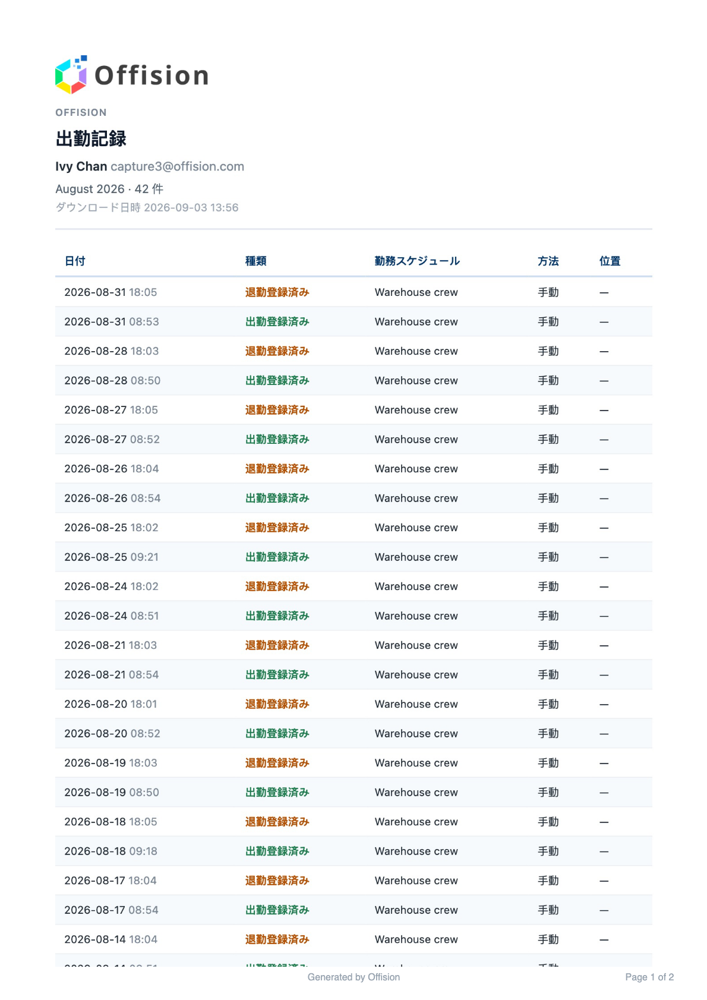 Offision
OFFISION
出勤記録
Ivy Chan capture3@offision.com
August 2026 · 42 件
ダウンロード日時 2026-09-03 13:56
日付 種類 勤務スケジュール 方法 位置
2026-08-31 18:05 退勤登録済み Warehouse crew 手動 —
2026-08-31 08:53 出勤登録済み Warehouse crew 手動 —
2026-08-28 18:03 退勤登録済み Warehouse crew 手動 —
2026-08-28 08:50 出勤登録済み Warehouse crew 手動 —
2026-08-27 18:05 退勤登録済み Warehouse crew 手動 —
2026-08-27 08:52 出勤登録済み Warehouse crew 手動 —
2026-08-26 18:04 退勤登録済み Warehouse crew 手動 —
2026-08-26 08:54 出勤登録済み Warehouse crew 手動 —
2026-08-25 18:02 退勤登録済み Warehouse crew 手動 —
2026-08-25 09:21 出勤登録済み Warehouse crew 手動 —
2026-08-24 18:02 退勤登録済み Warehouse crew 手動 —
2026-08-24 08:51 出勤登録済み Warehouse crew 手動 —
2026-08-21 18:03 退勤登録済み Warehouse crew 手動 —
2026-08-21 08:54 出勤登録済み Warehouse crew 手動 —
2026-08-20 18:01 退勤登録済み Warehouse crew 手動 —
2026-08-20 08:52 出勤登録済み Warehouse crew 手動 —
2026-08-19 18:03 退勤登録済み Warehouse crew 手動 —
2026-08-19 08:50 出勤登録済み Warehouse crew 手動 —
2026-08-18 18:05 退勤登録済み Warehouse crew 手動 —
2026-08-18 09:18 出勤登録済み Warehouse crew 手動 —
2026-08-17 18:04 退勤登録済み Warehouse crew 手動 —
2026-08-17 08:54 出勤登録済み Warehouse crew 手動 —
2026-08-14 18:04 退勤登録済み Warehouse crew 手動 —
Generated by Offision
Page 1 of 2